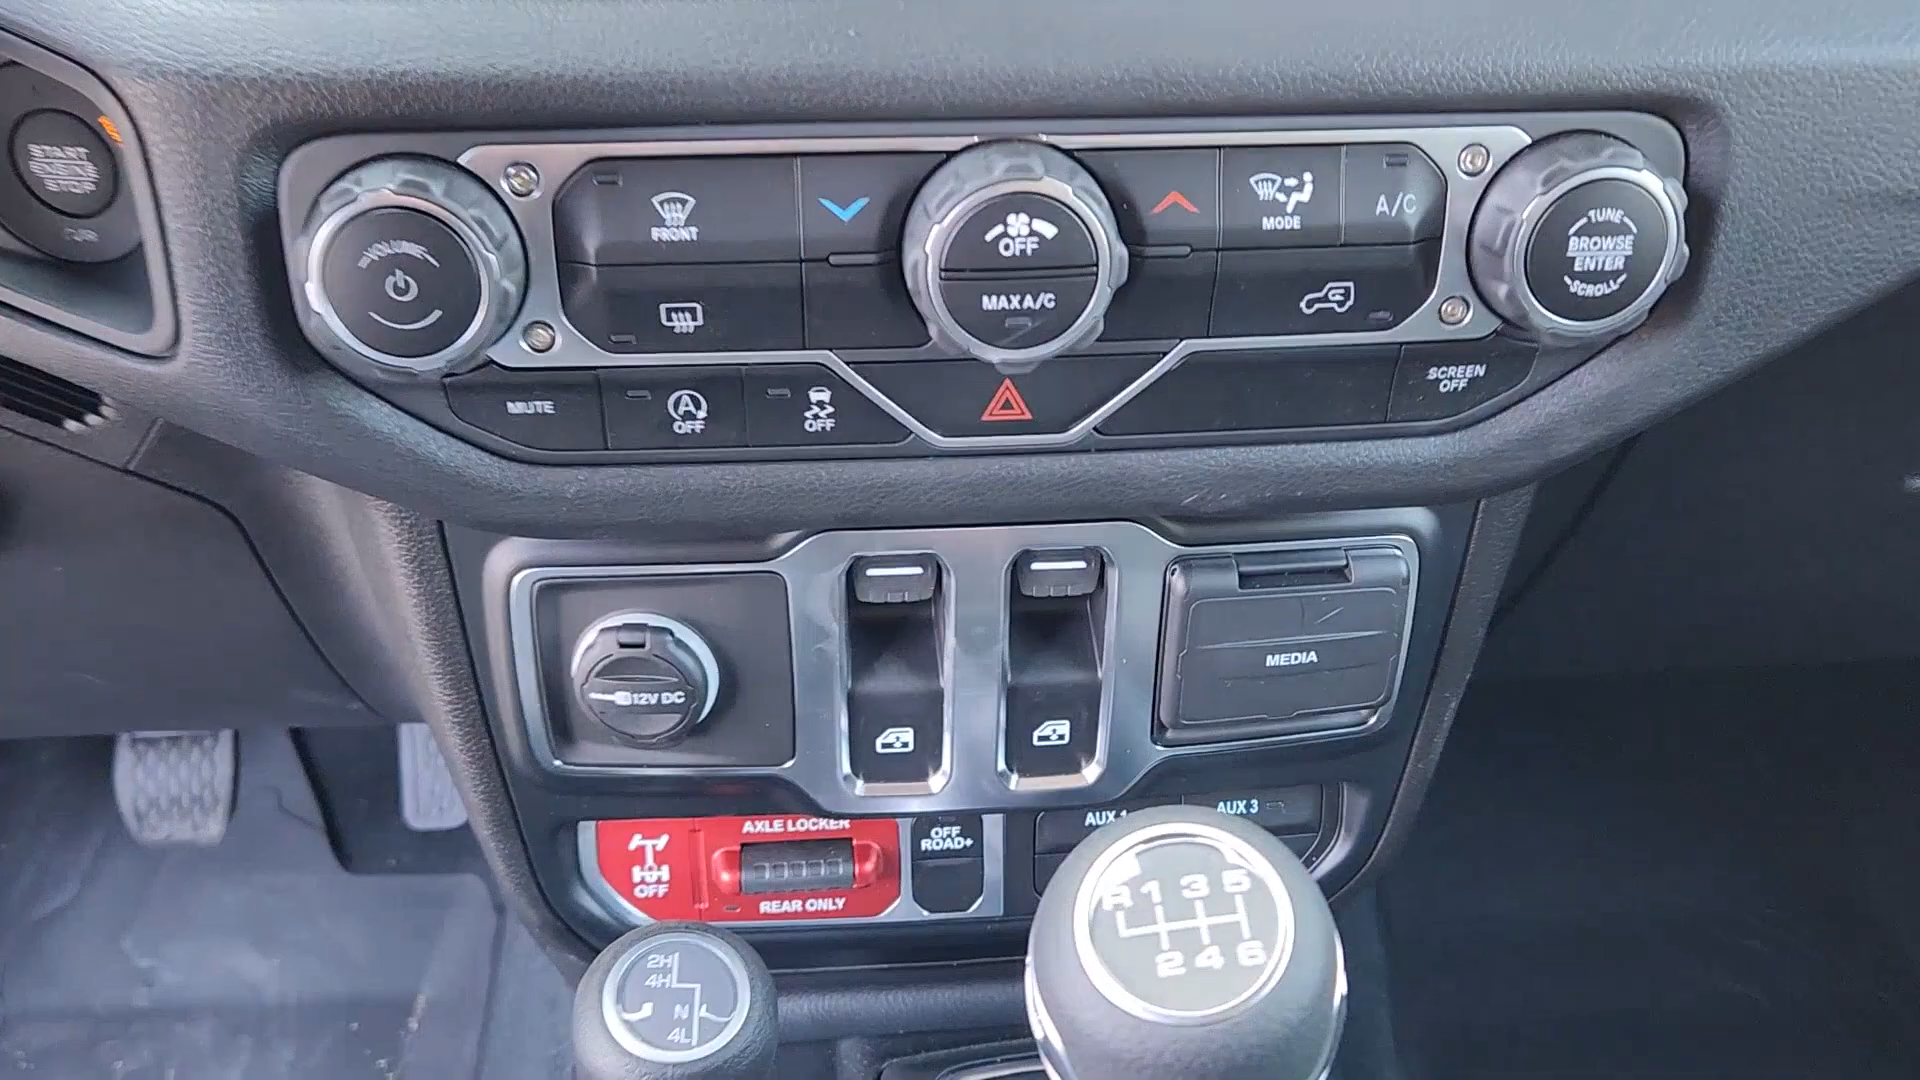 START
ENGINE
STOP
VOLUME
FRONT
OFF
MAX A/C
MODE
A/C
TUNE
BROWSE
ENTER
SCROLL
MUTE
A
OFF
OFF
SCREEN
OFF
12V DC
MEDIA
OFF
AXLE LOCKER
REAR ONLY
OFF
ROAD+
AUX 1
AUX 3
2H
4H
N
4L
R 1 3 5
2 4 6